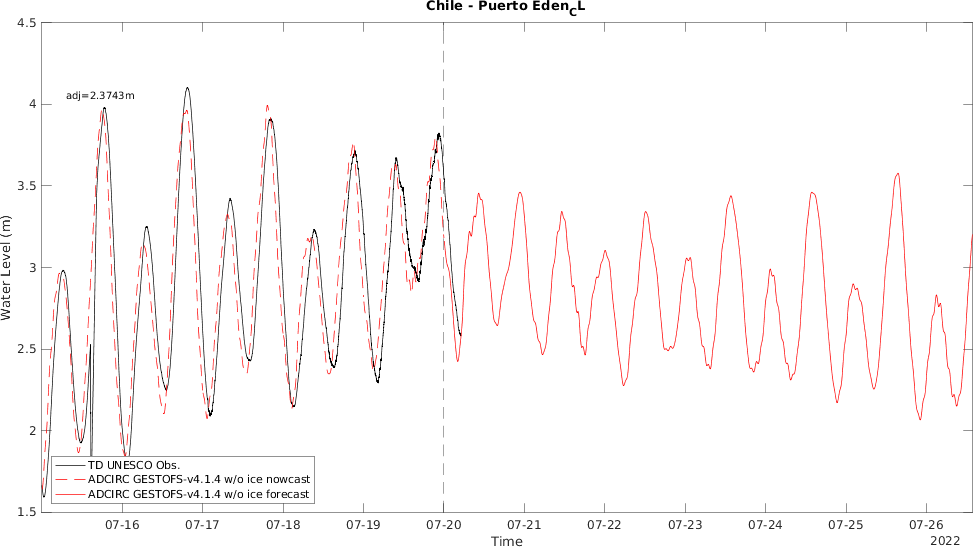 Chile - Puerto Eden_CL
4.5
adj=2.3743m
4
3.5
3
2.5
2
1.5
Water Level (m)
TD UNESCO Obs.
ADCIRC GESTOFS-v4.1.4 w/o ice nowcast
ADCIRC GESTOFS-v4.1.4 w/o ice forecast
07-16 07-17 07-18 07-19 07-20 07-21 07-22 07-23 07-24 07-25 07-26
Time
2022